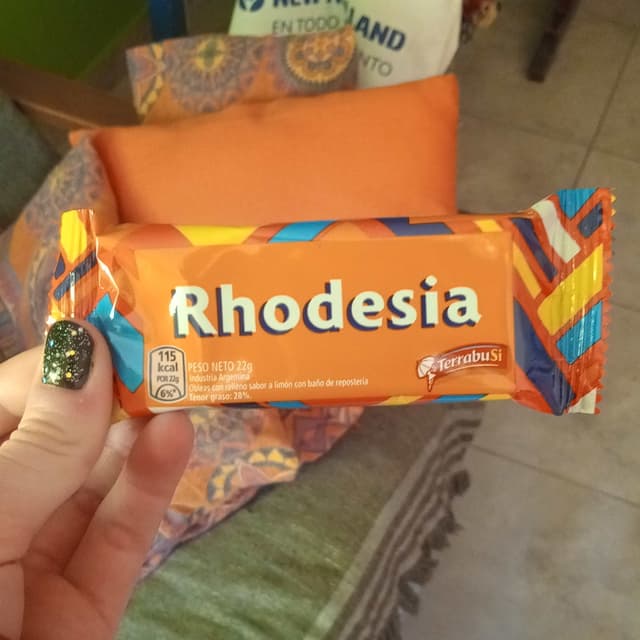 EN TODO
LAND
Rhodesia
115
kcal
POR 22g
6%*
PESO NETO 22g
Industria Argentina
Obleas con relleno sabor a limón con baño de repostería
Tenor graso: 28%.
TerrabuSi